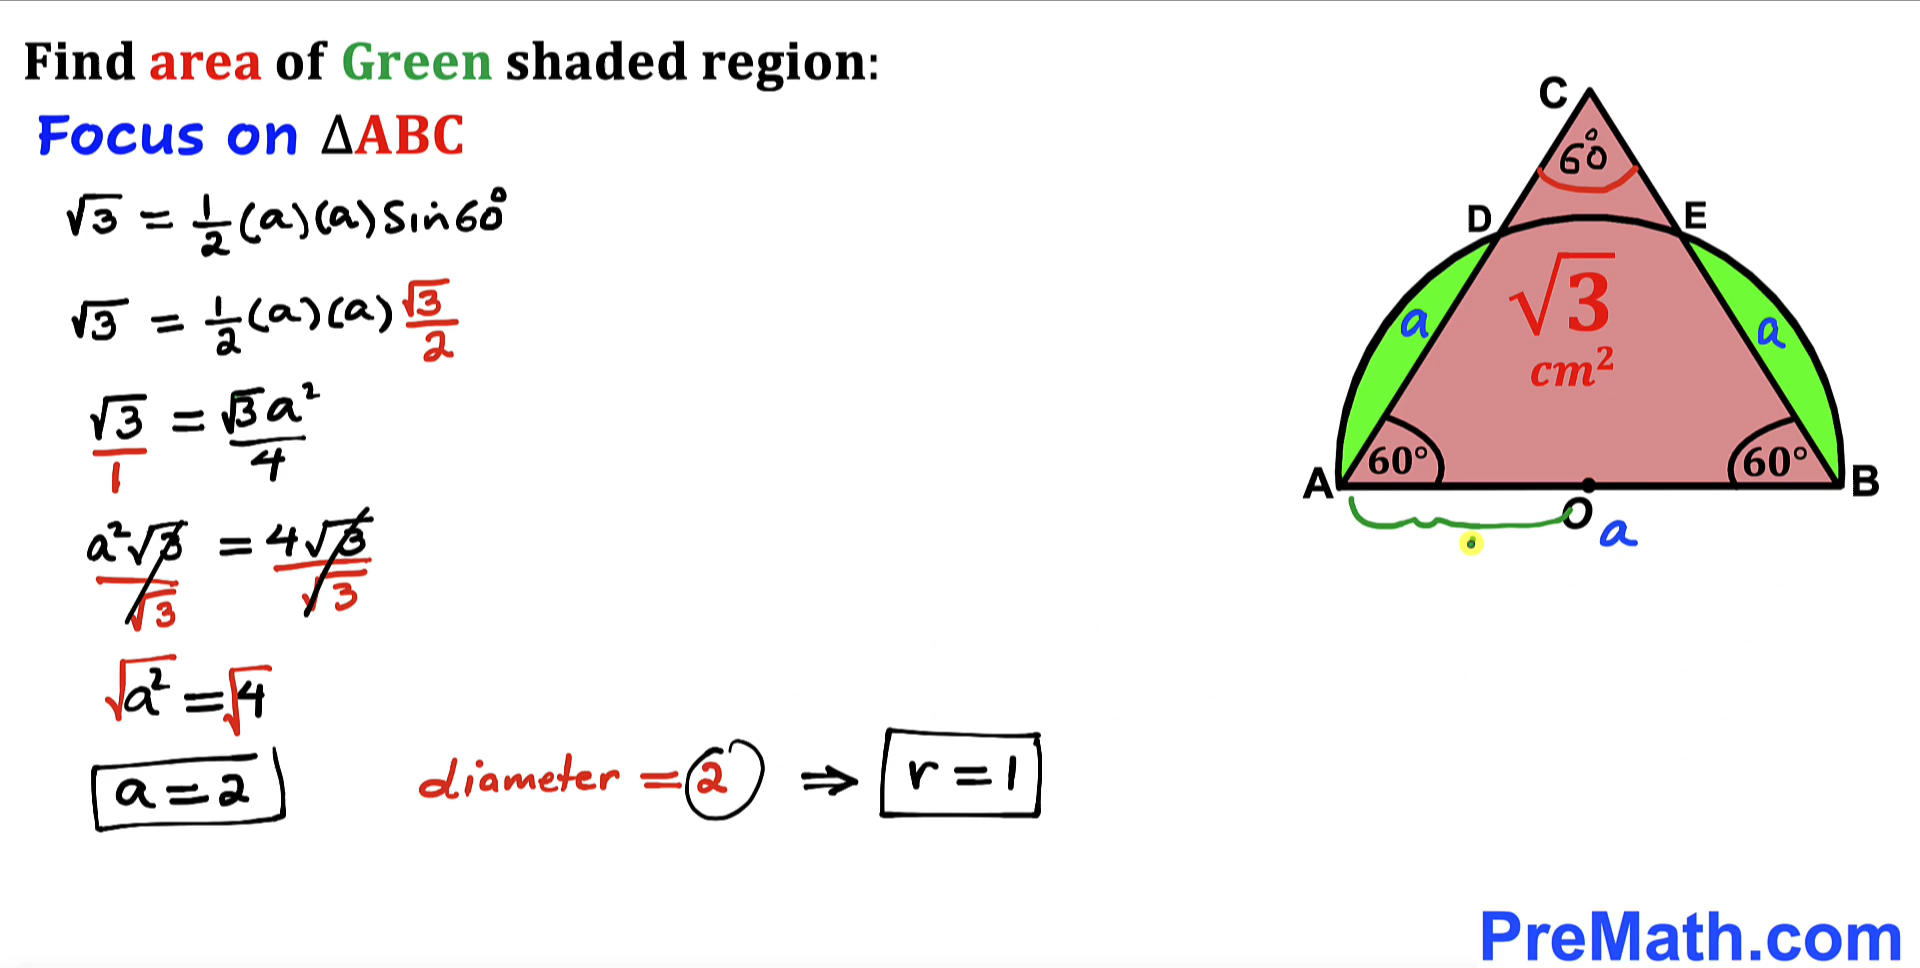 Find area of Green shaded region:
Focus on ΔABC
√3 = 1/2 (a)(a) Sin 60°
√3 = 1/2 (a)(a) √3/2
√3/1 = √3a²/4
a²√3/√3 = 4√3/√3
√a² = √4
a = 2
diameter = 2 ⇒ r = 1
C
60°
D
E
√3
cm²
a
a
60°
60°
A
B
O
a
PreMath.com